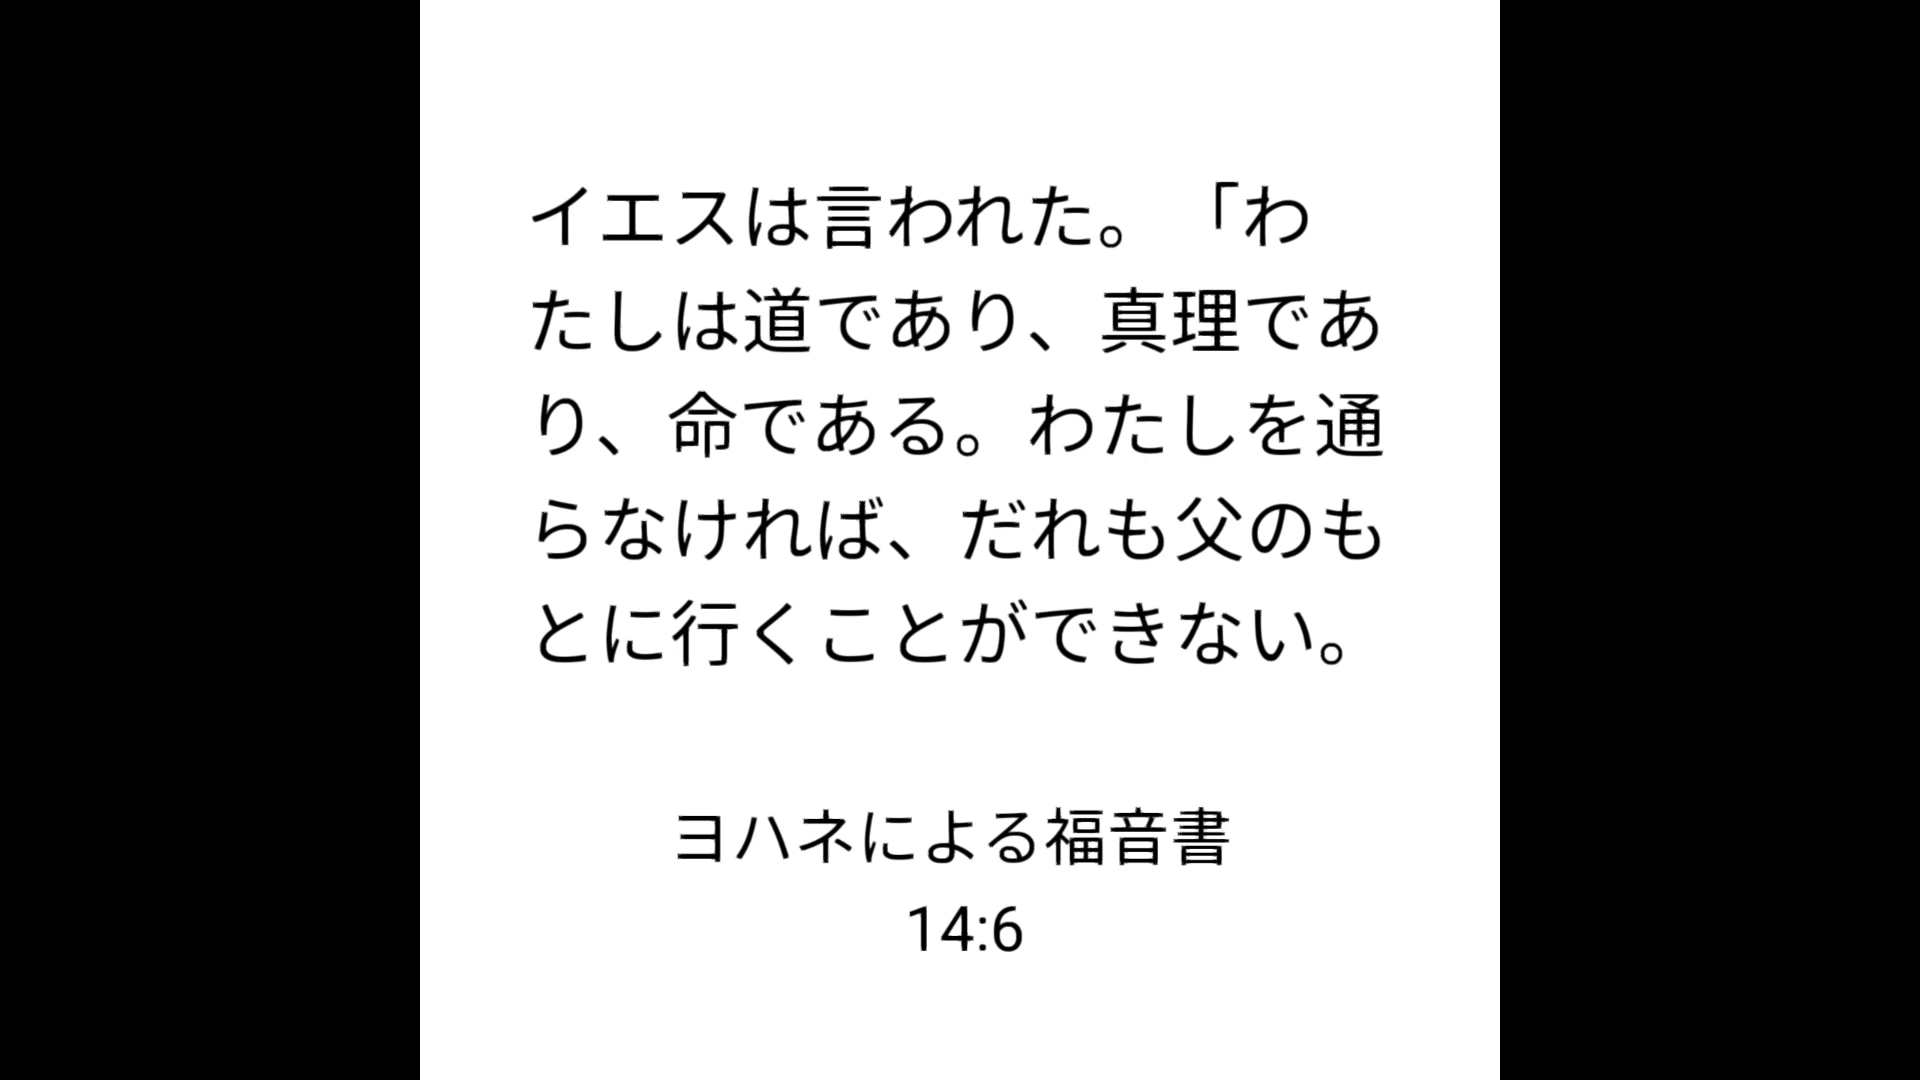 イエスは言われた。「わ
たしは道であり、真理であ
り、命である。わたしを通
らなければ、だれも父のも
とに行くことができない。
ヨハネによる福音書
14:6